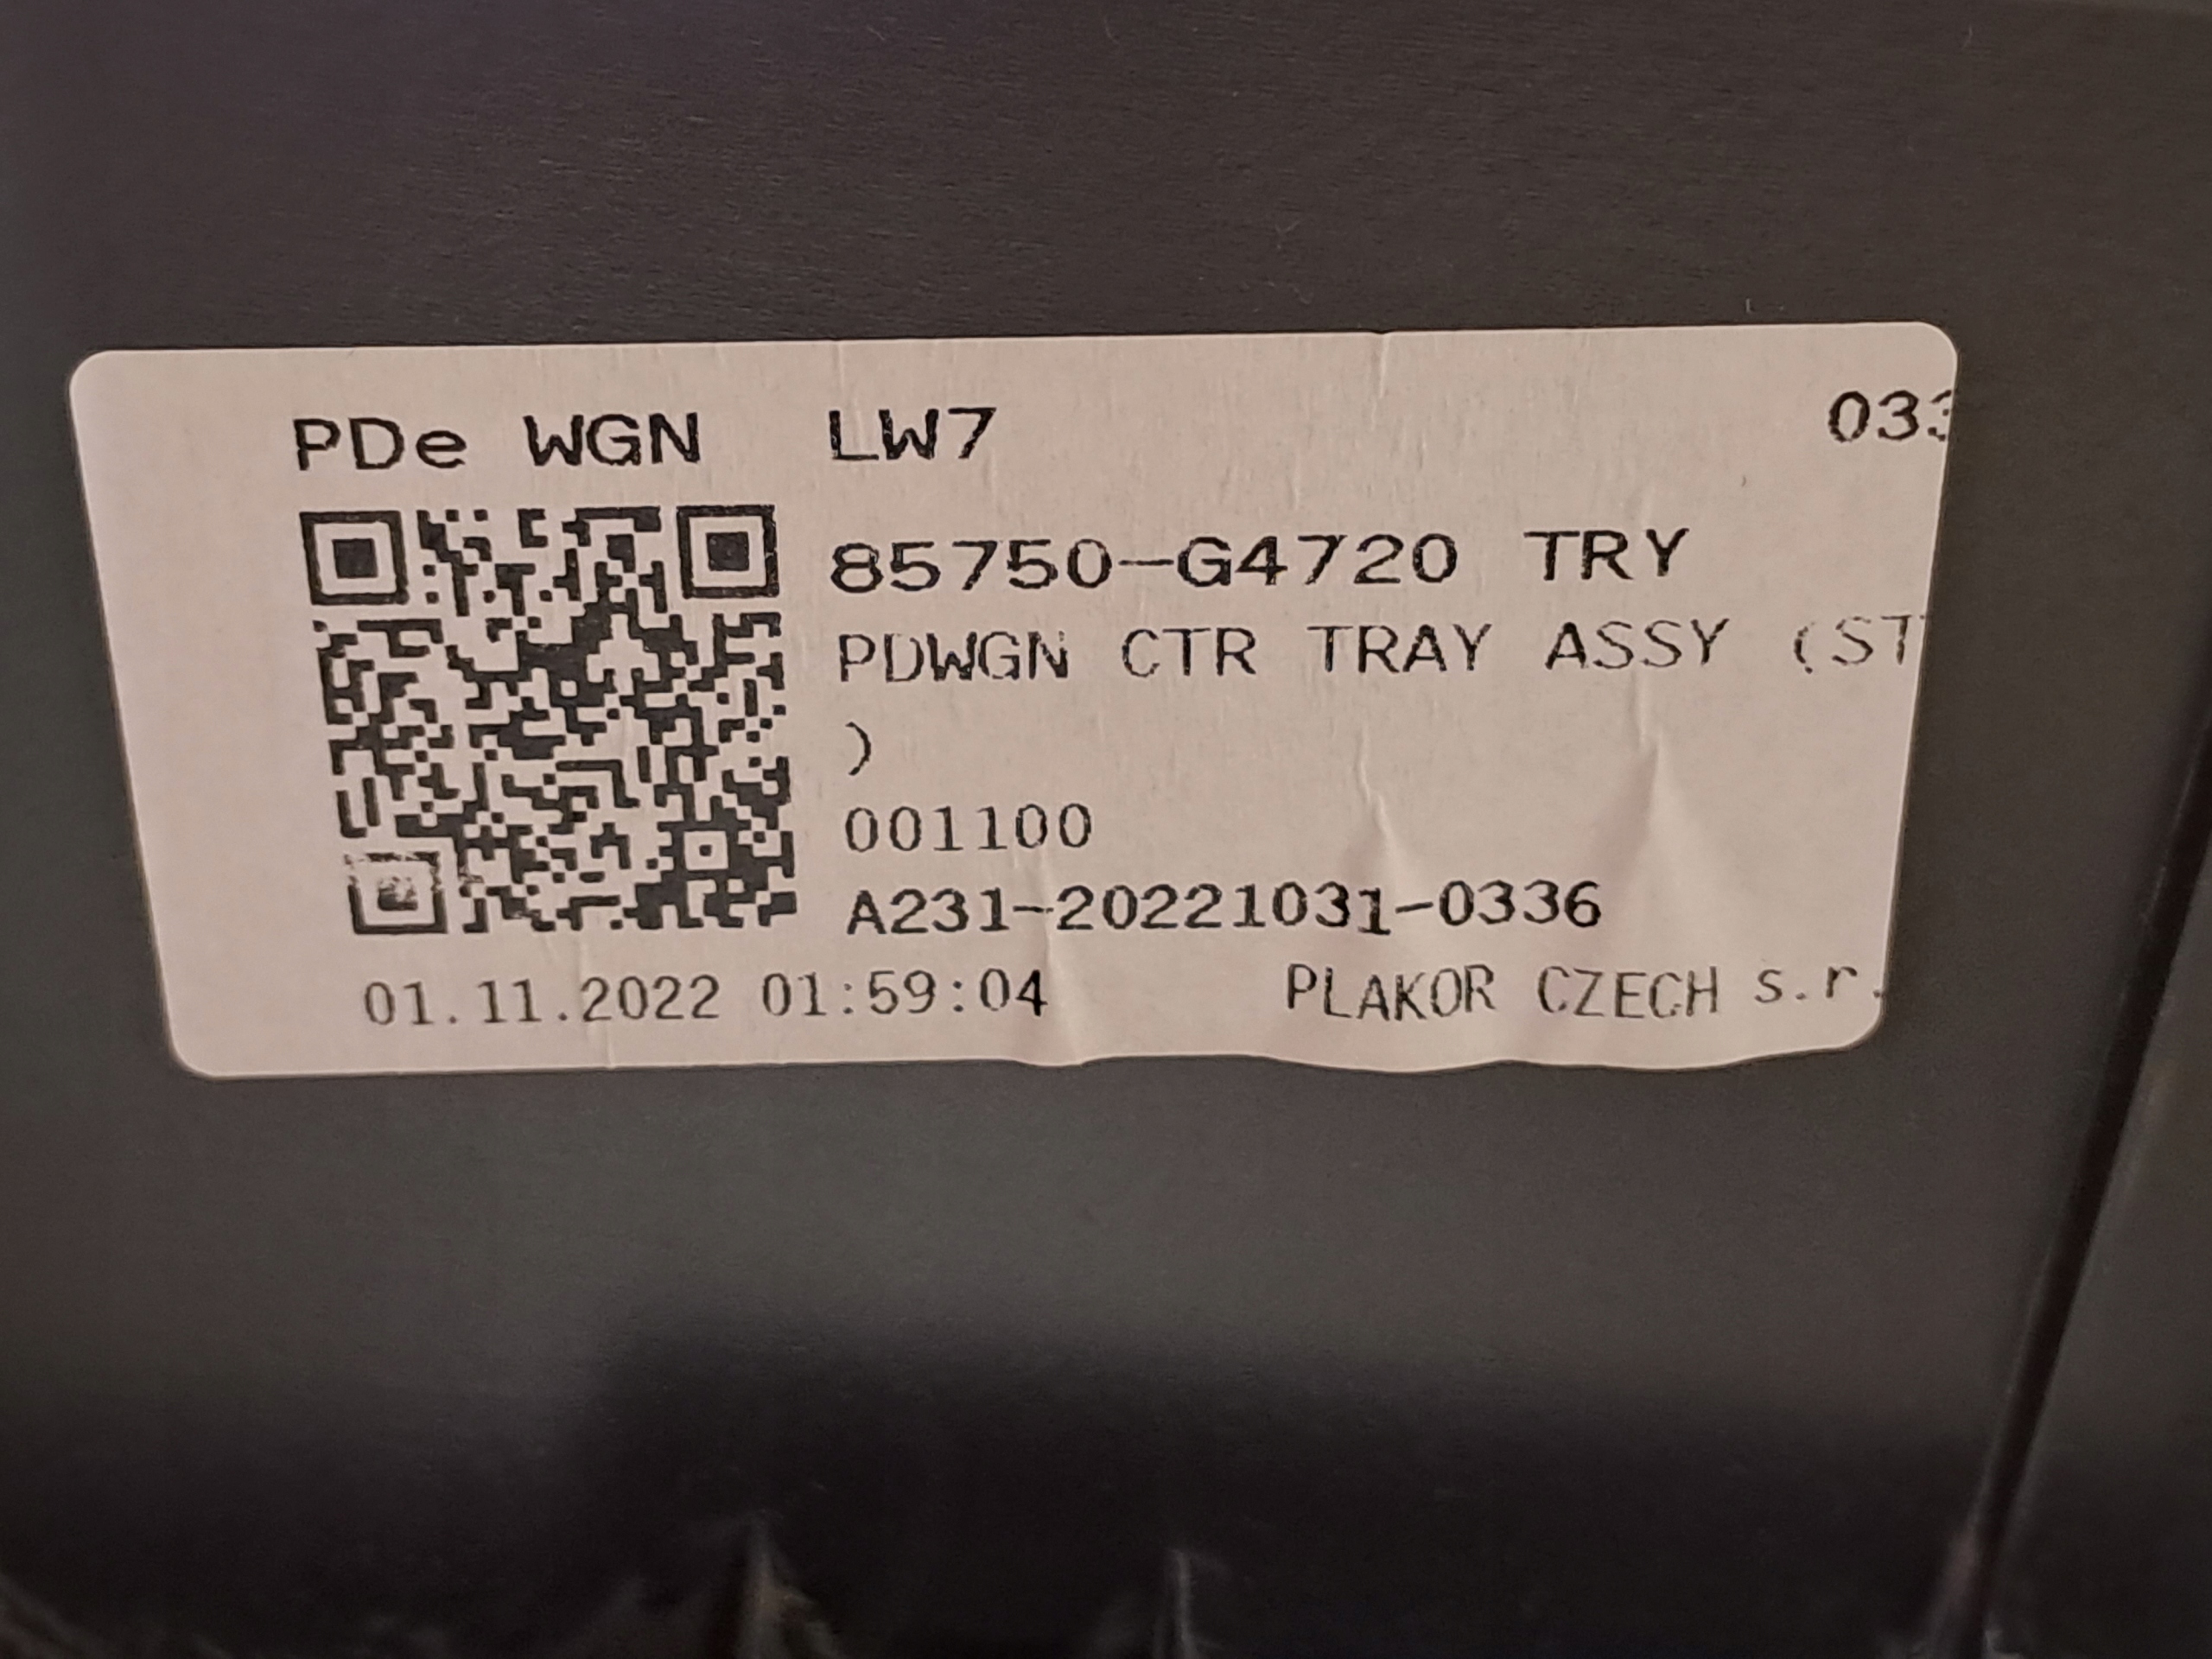 PDe WGN LW7 033
85750-G4720 TRY
PDWGN CTR TRAY ASSY (ST
)
001100
A231-20221031-0336
01.11.2022 01:59:04 PLAKOR CZECH s.r.